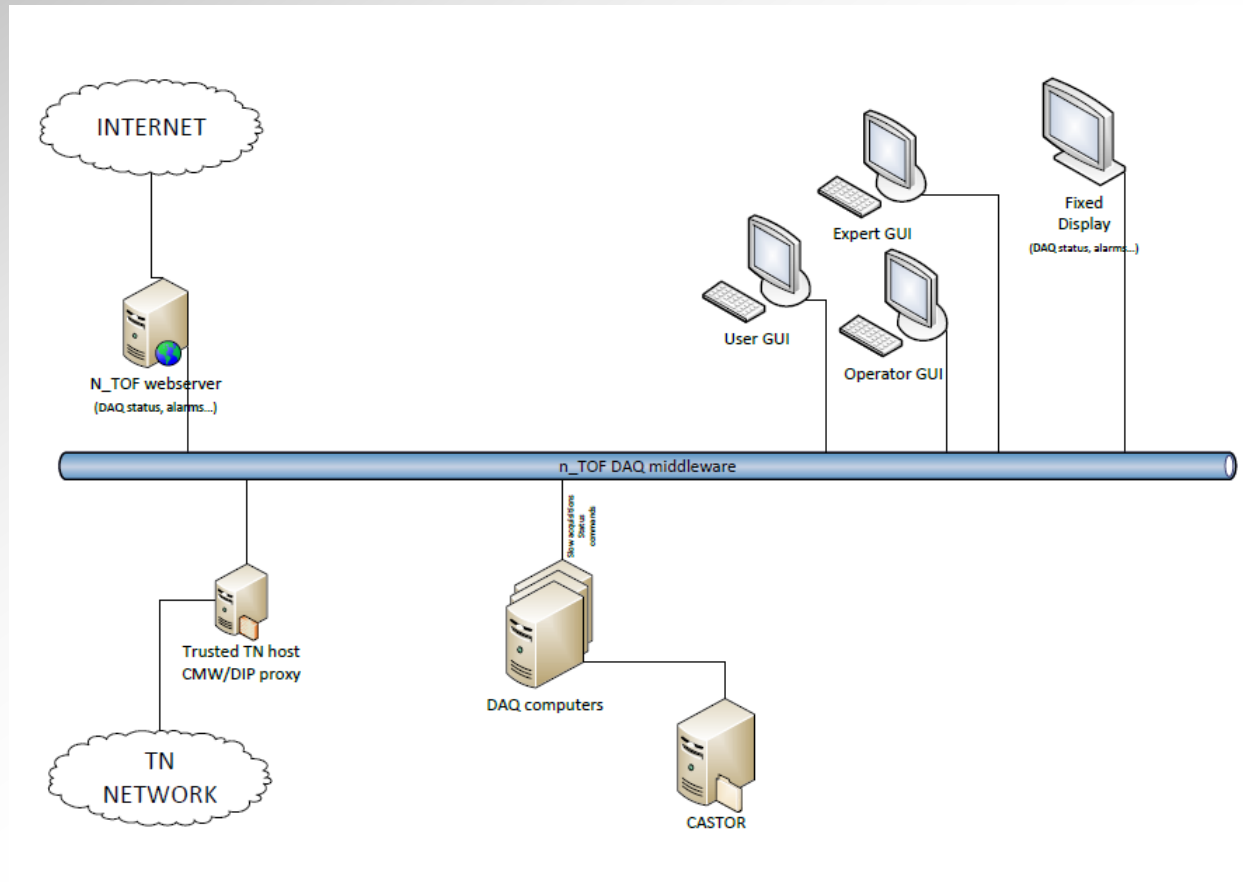 INTERNET
N_TOF webserver
(DAQ status, alarms...)
Expert GUI
User GUI
Operator GUI
Fixed
Display
(DAQ status, alarms...)
n_TOF DAQ middleware
Slow acquisitions
Status
commands
Trusted TN host
CMW/DIP proxy
TN
NETWORK
DAQ computers
CASTOR